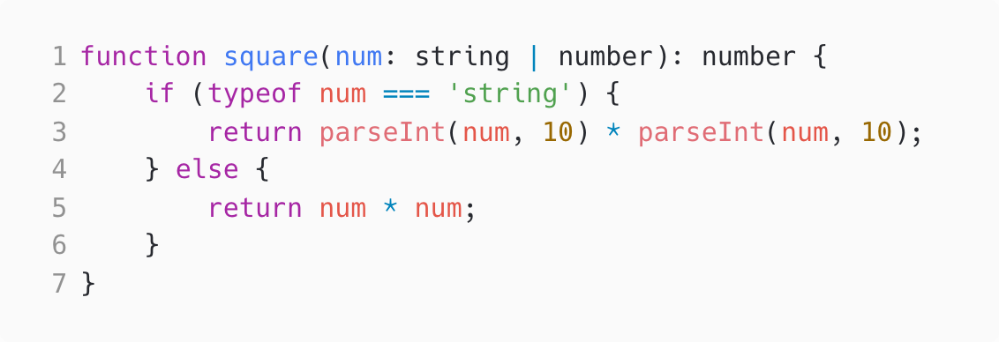 1 function square(num: string | number): number {
2     if (typeof num === 'string') {
3         return parseInt(num, 10) * parseInt(num, 10);
4     } else {
5         return num * num;
6     }
7 }